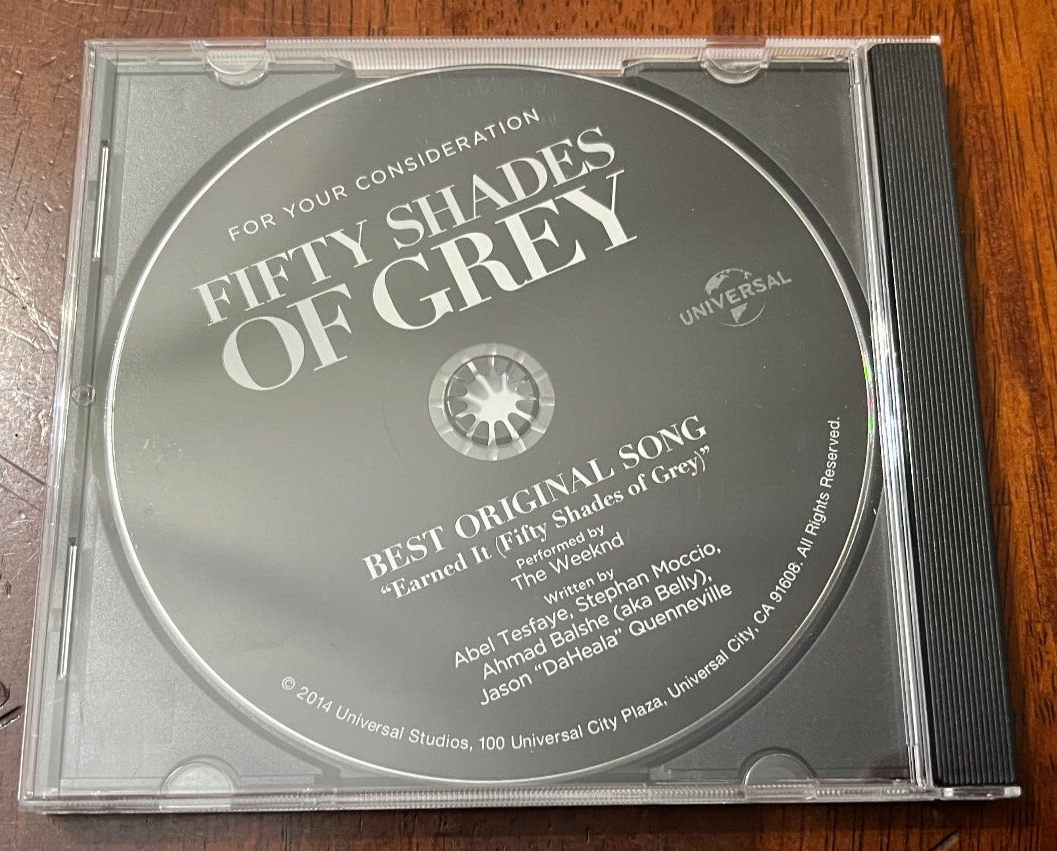 FOR YOUR CONSIDERATION
FIFTY SHADES
OF GREY
UNIVERSAL
BEST ORIGINAL SONG
“Earned It (Fifty Shades of Grey)”
Performed by
The Weeknd
Written by
Abel Tesfaye, Stephan Moccio,
Ahmad Balshe (aka Belly),
Jason “DaHeala” Quenneville
© 2014 Universal Studios, 100 Universal City Plaza, Universal City, CA 91608. All Rights Reserved.